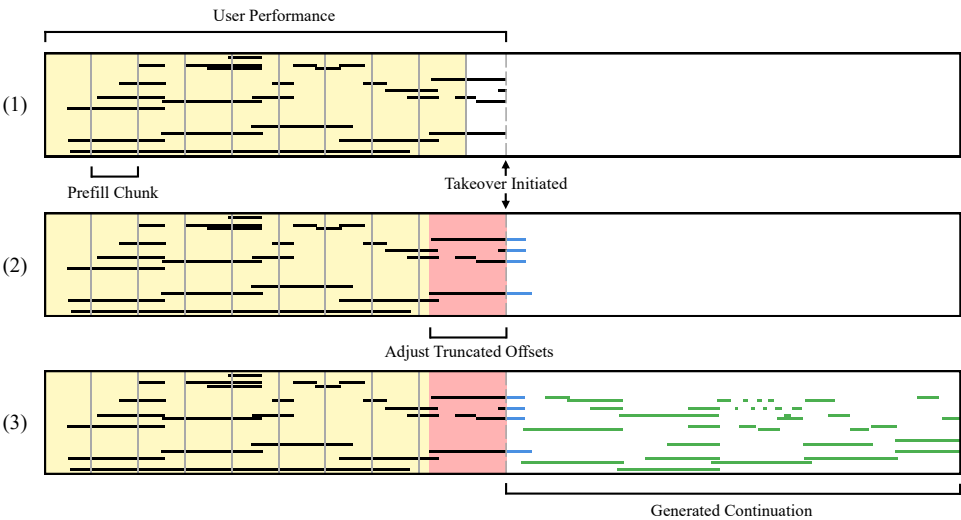 User Performance
(1)
Prefill Chunk
Takeover Initiated
(2)
Adjust Truncated Offsets
(3)
Generated Continuation